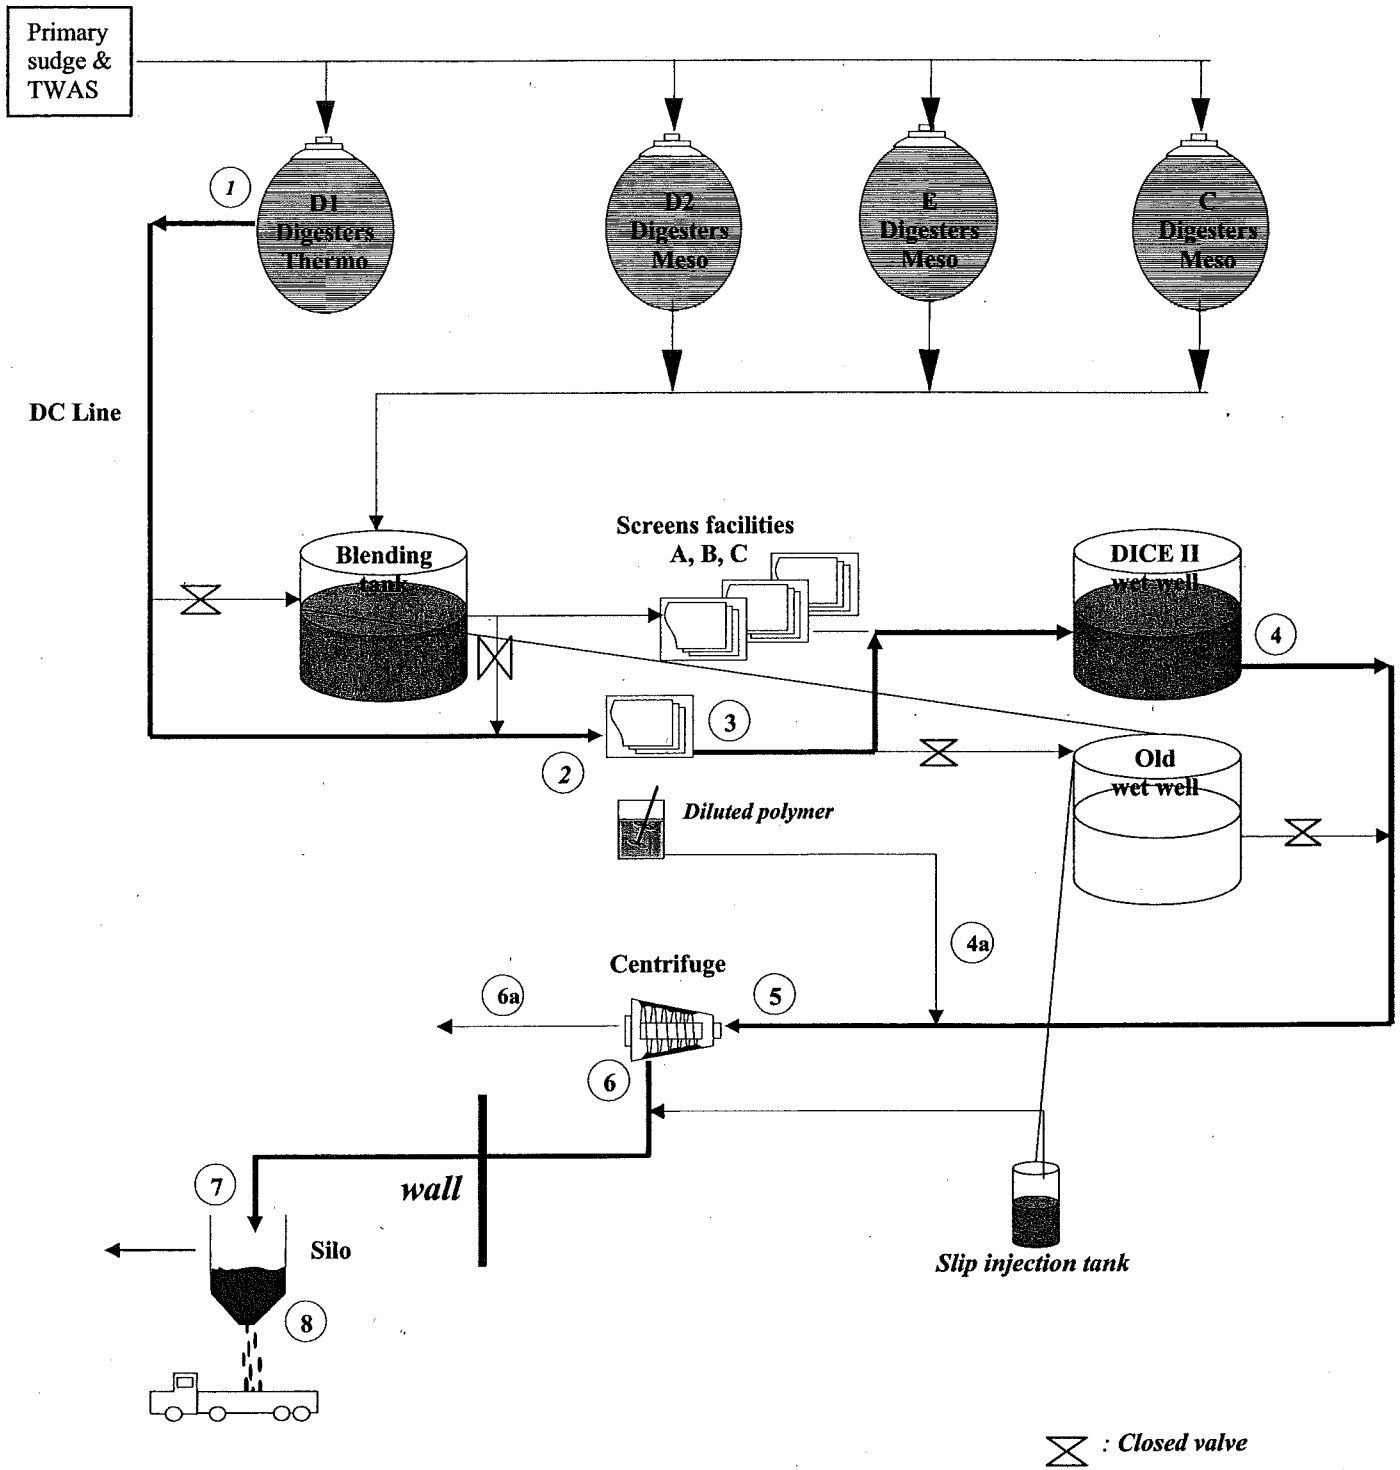 Primary
sudge &
TWAS
1
D1
Digesters
Thermo
D2
Digesters
Meso
E
Digesters
Meso
C
Digesters
Meso
DC Line
Screens facilities
A, B, C
Blending
tank
DICE II
wet well
4
3
2
Old
wet well
Diluted polymer
4a
Centrifuge
6a
5
6
7
wall
Silo
Slip injection tank
8
: Closed valve